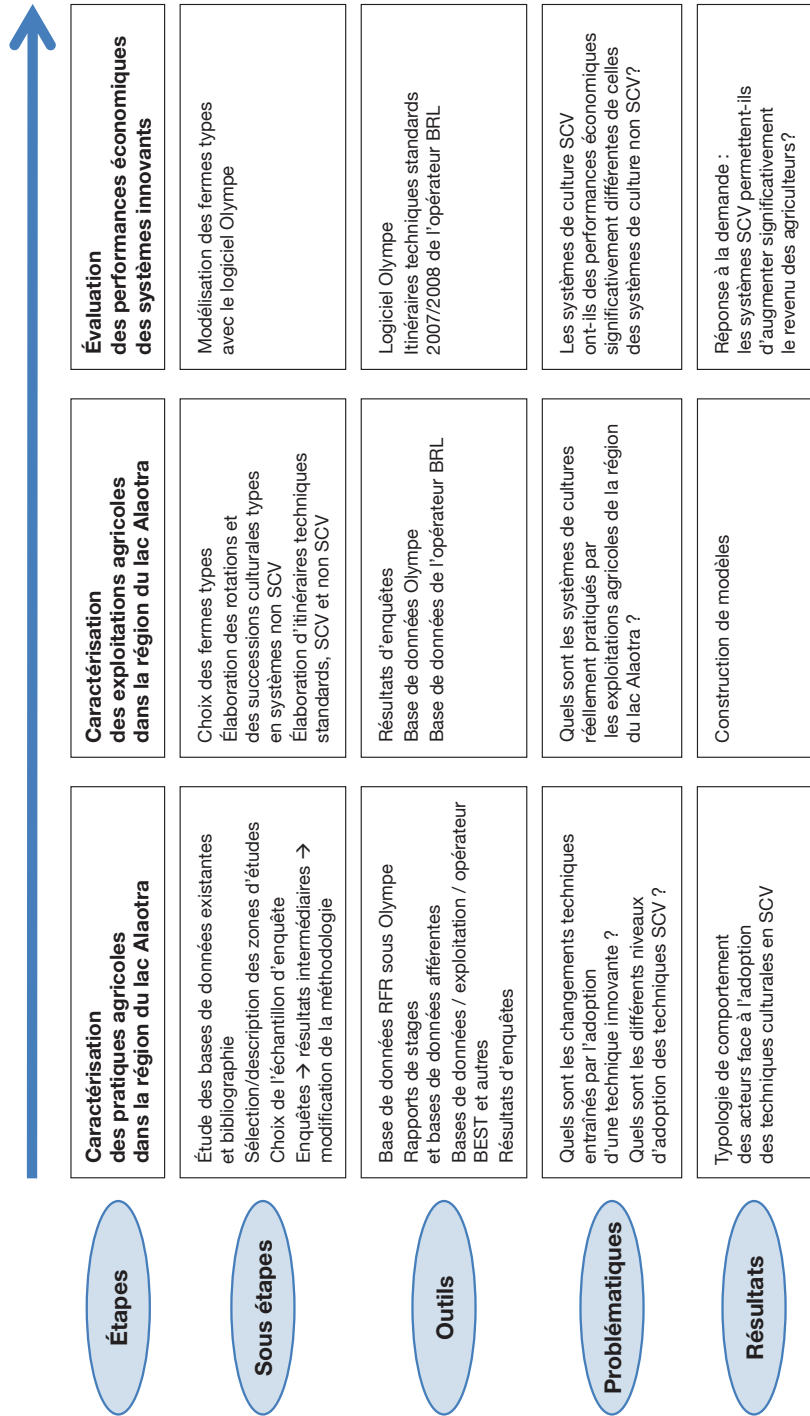 Étapes
Caractérisation
des pratiques agricoles
dans la région du lac Alaotra
Caractérisation
des exploitations agricoles
dans la région du lac Alaotra
Évaluation
des performances économiques
des systèmes innovants
Sous étapes
Étude des bases de données existantes
et bibliographie
Sélection/description des zones d'études
Choix de l'échantillon d'enquête
Enquêtes → résultats intermédiaires →
modification de la méthodologie
Choix des fermes types
Élaboration des rotations et
des successions culturales types
en systèmes non SCV
Élaboration d'itinéraires techniques
standards, SCV et non SCV
Modélisation des fermes types
avec le logiciel Olympe
Outils
Base de données RFR sous Olympe
Rapports de stages
et bases de données afférentes
Bases de données / exploitation / opérateur
BEST et autres
Résultats d'enquêtes
Résultats d'enquêtes
Base de données Olympe
Base de données de l'opérateur BRL
Logiciel Olympe
Itinéraires techniques standards
2007/2008 de l'opérateur BRL
Problématiques
Quels sont les changements techniques
entraînés par l'adoption
d'une technique innovante ?
Quels sont les différents niveaux
d'adoption des techniques SCV ?
Quels sont les systèmes de cultures
réellement pratiqués par
les exploitations agricoles de la région
du lac Alaotra ?
Les systèmes de culture SCV
ont-ils des performances économiques
significativement différentes de celles
des systèmes de culture non SCV?
Résultats
Typologie de comportement
des acteurs face à l'adoption
des techniques culturales en SCV
Construction de modèles
Réponse à la demande :
les systèmes SCV permettent-ils
d'augmenter significativement
le revenu des agriculteurs?